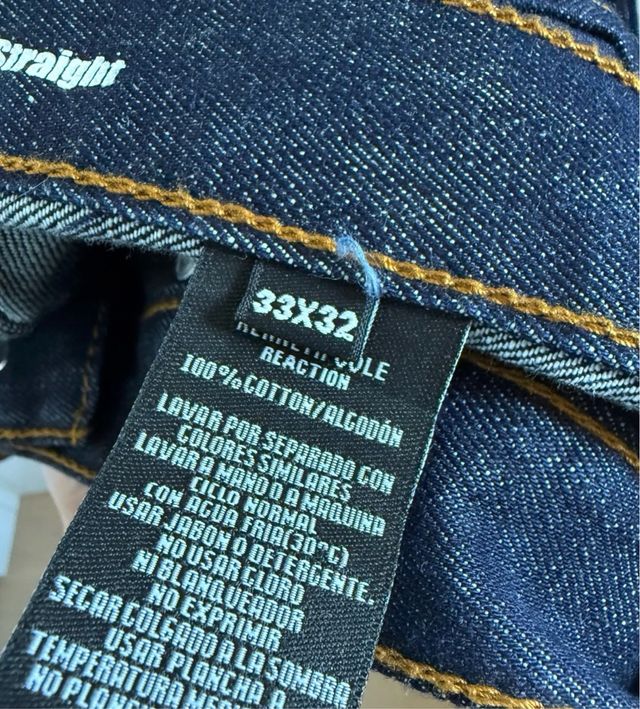 Straight
33X32
REACTION
100% COTTON/ALGODÓN
LAVAR POR SEPARADO CON
COLORES SIMILARES
LAVAR A MANO O A MAQUINA
CICLO NORMAL
CON AGUA FRIA (30°C)
USAR JABON O DETERGENTE.
NO USAR CLORO
NI BLANQUEADOR
NO EXPRIMIR
SECAR COLGADO A LA SOMBRA
USAR PLANCHA A
TEMPERATURA